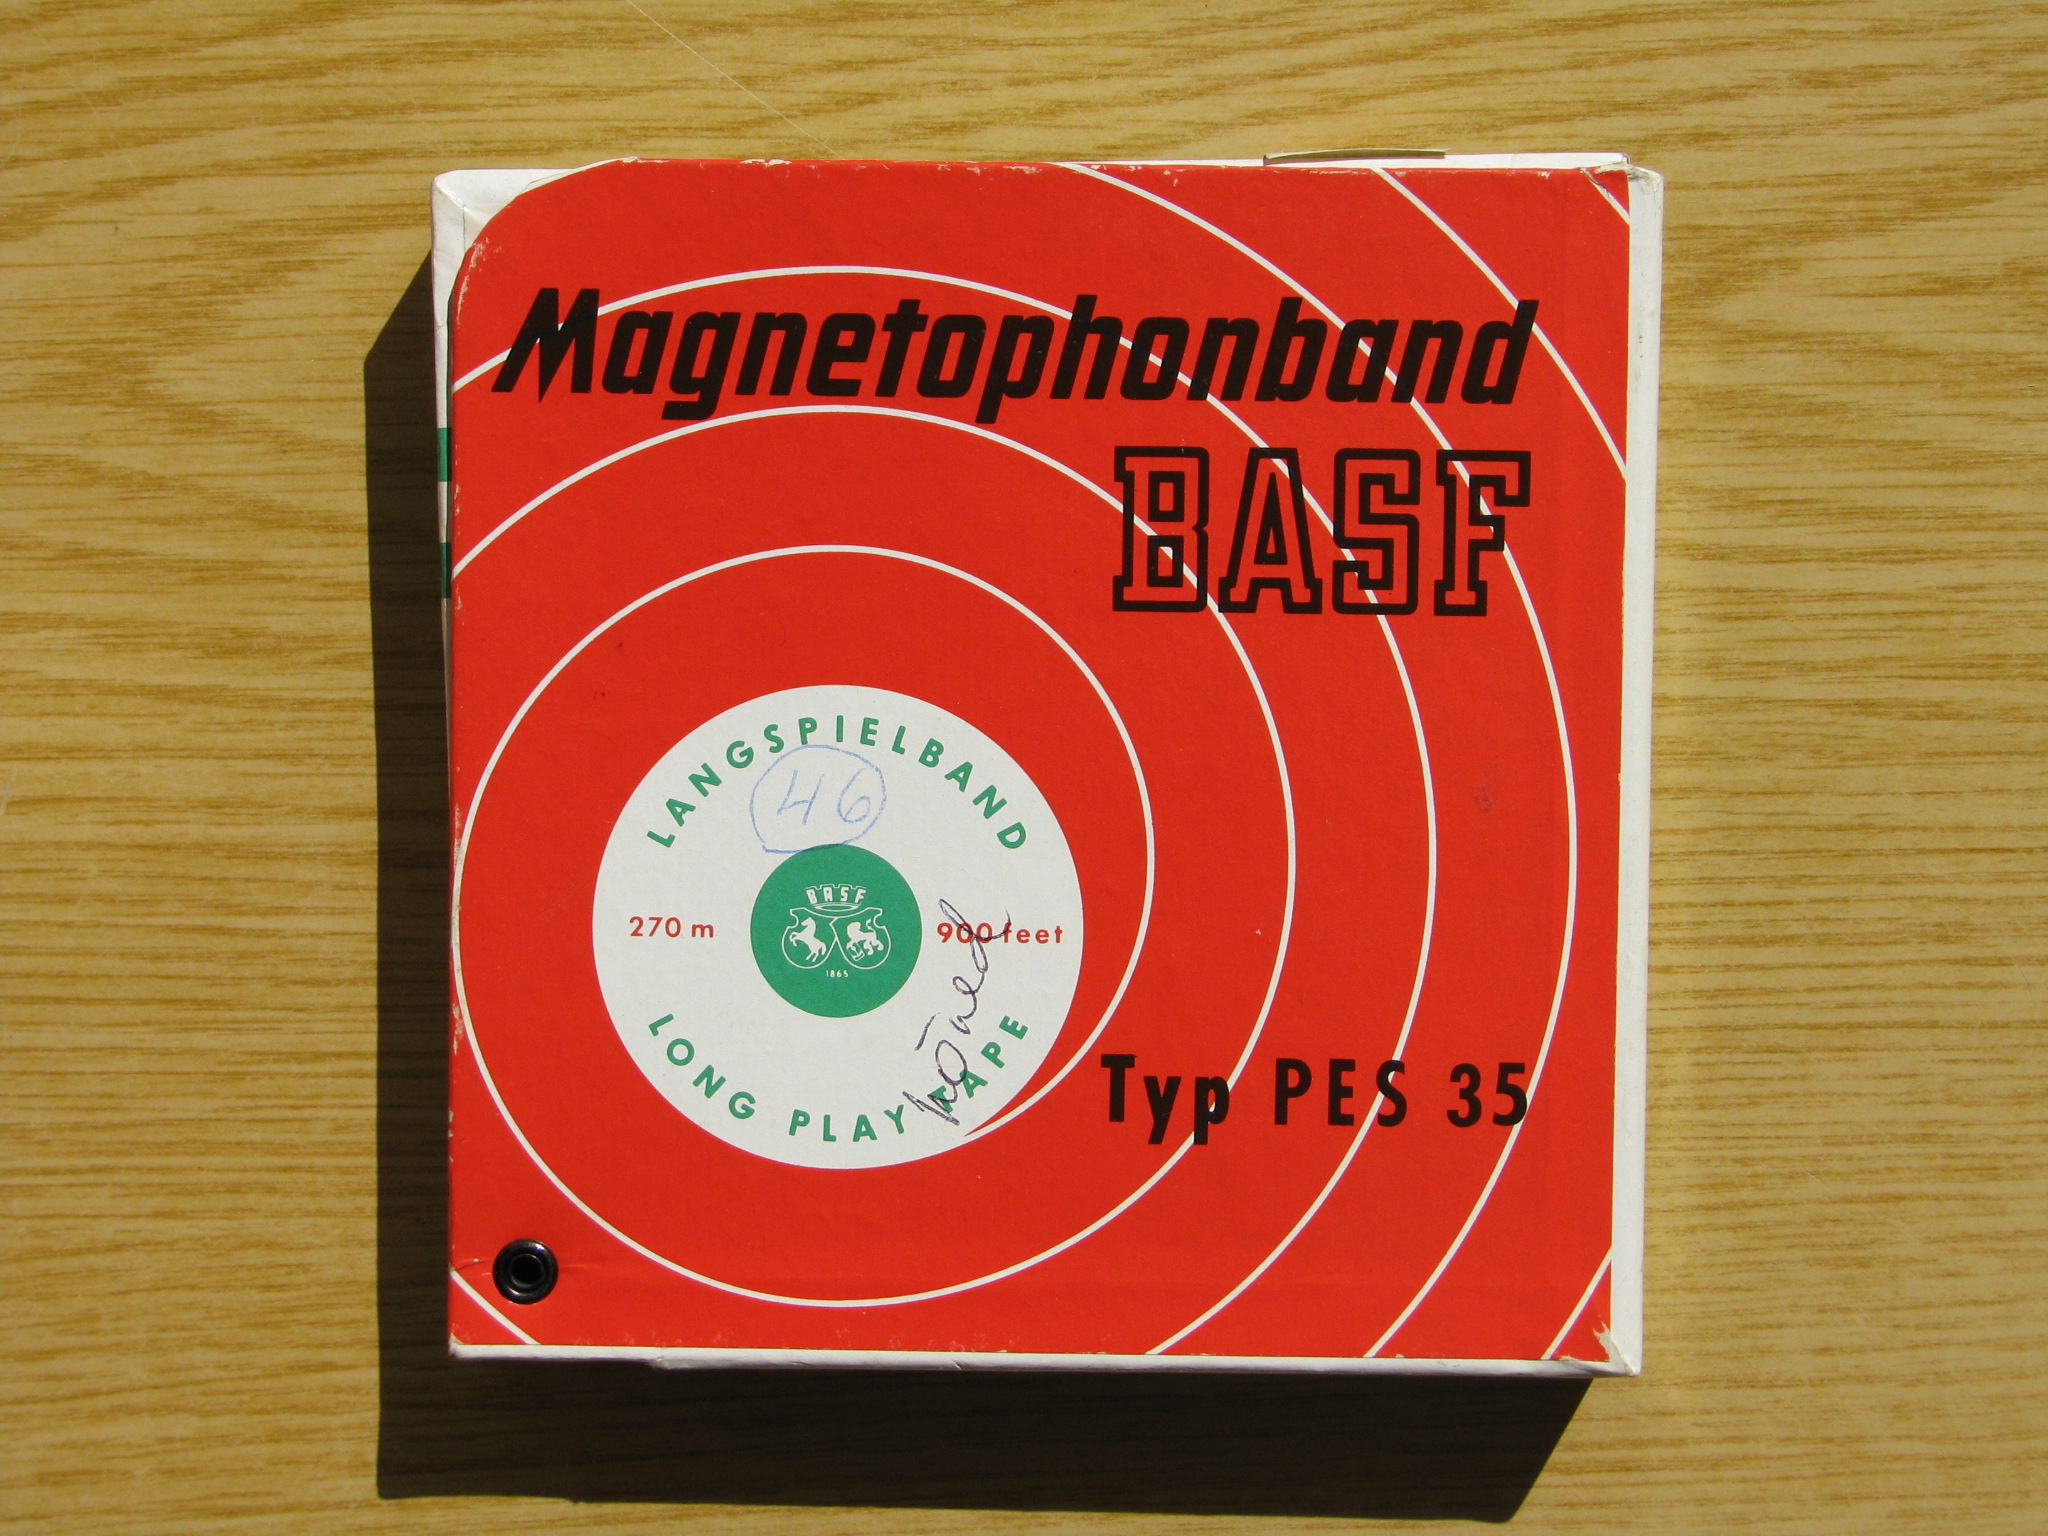 Magnetophonband
BASF
LANGSPIELBAND
46
BASF
270 m
900 feet
1865
LONG PLAY TAPE
Typ PES 35